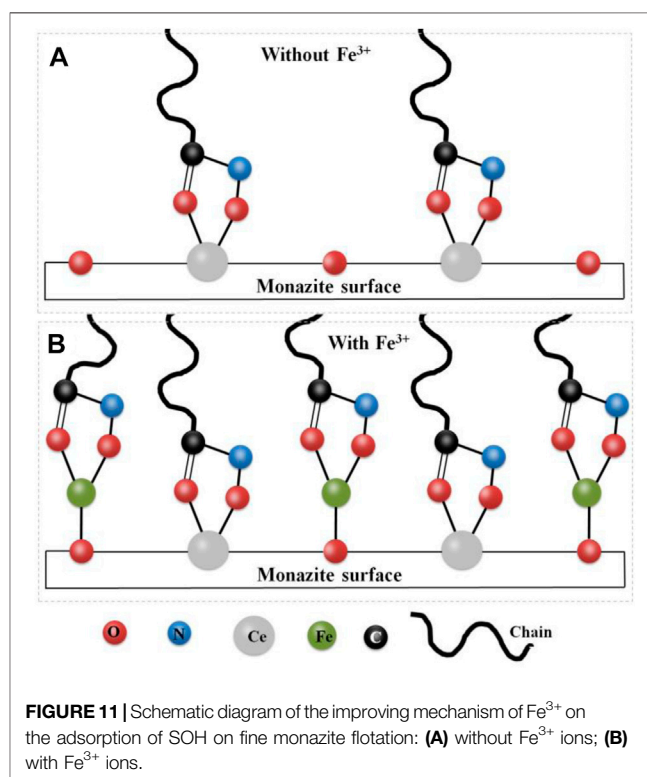 A
Without Fe³⁺
Monazite surface
B
With Fe³⁺
Monazite surface
O N Ce Fe C Chain
FIGURE 11 | Schematic diagram of the improving mechanism of Fe³⁺ on
the adsorption of SOH on fine monazite flotation: (A) without Fe³⁺ ions; (B)
with Fe³⁺ ions.